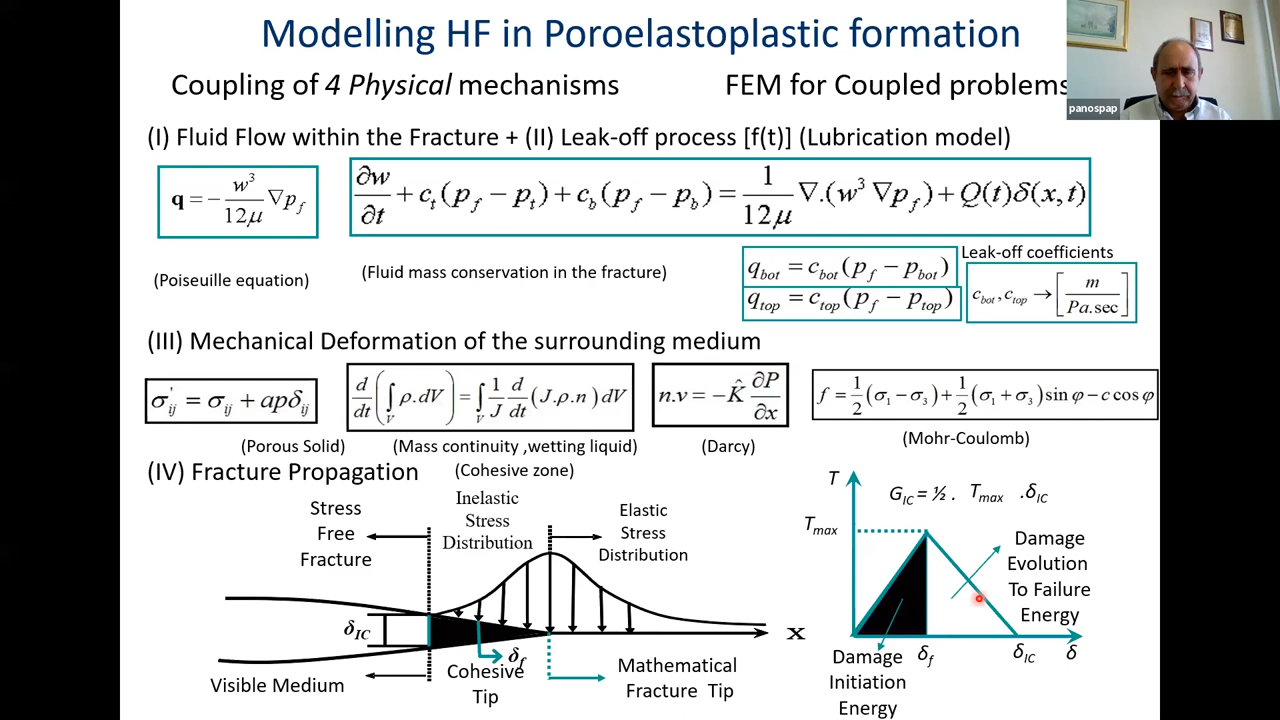 Modelling HF in Poroelastoplastic formation
Coupling of 4 Physical mechanisms
FEM for Coupled problems
panospap
(I) Fluid Flow within the Fracture + (II) Leak-off process [f(t)] (Lubrication model)
q = -w³/12μ ∇p_f
∂w/∂t + c_t(p_f − p_t) + c_b(p_f − p_b) = 1/12μ ∇.(w³ ∇p_f) + Q(t)δ(x,t)
(Poiseuille equation)
(Fluid mass conservation in the fracture)
q_bot = c_bot(p_f − p_bot)
q_top = c_top(p_f − p_top)
Leak-off coefficients
c_bot, c_top → [m/Pa.sec]
(III) Mechanical Deformation of the surrounding medium
σ'_ij = σ_ij + apδ_ij
d/dt(∫_V ρ.dV) = ∫_V 1/J d/dt(J.ρ.n)dV
n.v = −K̂ ∂P/∂x
f = 1/2(σ₁ − σ₃) + 1/2(σ₁ + σ₃)sin φ − c cos φ
(Porous Solid)
(Mass continuity ,wetting liquid)
(Darcy)
(Mohr-Coulomb)
(IV) Fracture Propagation
(Cohesive zone)
Stress
Free
Fracture
Inelastic
Stress
Distribution
Elastic
Stress
Distribution
δ_IC
δ_f
x
Visible Medium
Cohesive
Tip
Mathematical
Fracture Tip
T
G_IC = ½ . T_max .δ_IC
T_max
Damage
Evolution
To Failure
Energy
δ_f
δ_IC
δ
Damage
Initiation
Energy